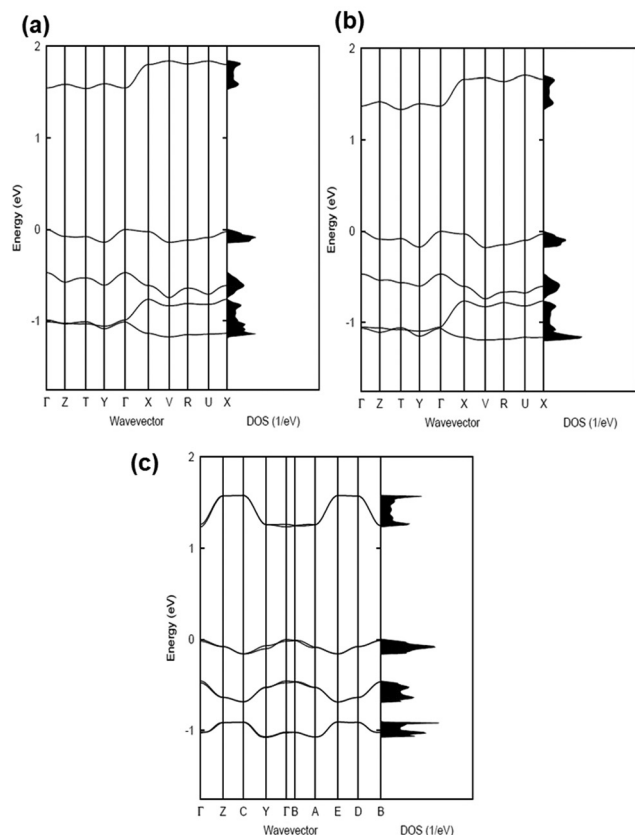 (a)
2
1
0
-1
Energy (eV)
Γ Z T Y Γ X V R U X
Wavevector
DOS (1/eV)
(b)
2
1
0
-1
Energy (eV)
Γ Z T Y Γ X V R U X
Wavevector
DOS (1/eV)
(c)
2
1
0
-1
Energy (eV)
Γ Z C Y Γ B A E D B
Wavevector
DOS (1/eV)